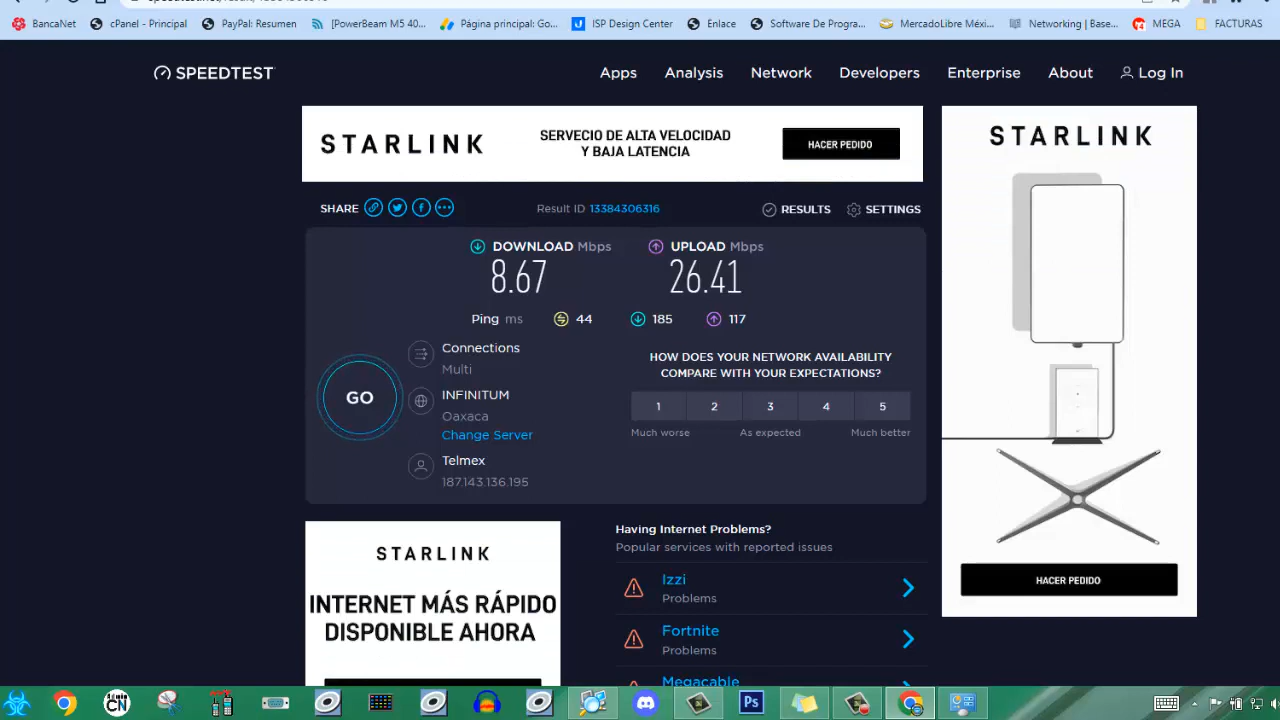 BancaNet
cPanel - Principal
PayPal: Resumen
[PowerBeam M5 40...
Página principal: Go...
ISP Design Center
Enlace
Software De Progra...
MercadoLibre Méxi...
Networking | Base...
MEGA
FACTURAS
SPEEDTEST
Apps
Analysis
Network
Developers
Enterprise
About
Log In
STARLINK
SERVECIO DE ALTA VELOCIDAD
Y BAJA LATENCIA
HACER PEDIDO
STARLINK
SHARE
Result ID 13384306316
RESULTS
SETTINGS
DOWNLOAD Mbps
8.67
UPLOAD Mbps
26.41
Ping ms
44
185
117
GO
Connections
Multi
INFINITUM
Oaxaca
Change Server
Telmex
187.143.136.195
HOW DOES YOUR NETWORK AVAILABILITY
COMPARE WITH YOUR EXPECTATIONS?
1 2 3 4 5
Much worse
As expected
Much better
HACER PEDIDO
STARLINK
INTERNET MÁS RÁPIDO
DISPONIBLE AHORA
Having Internet Problems?
Popular services with reported issues
Izzi
Problems
Fortnite
Problems
Megacable
CN
Ps